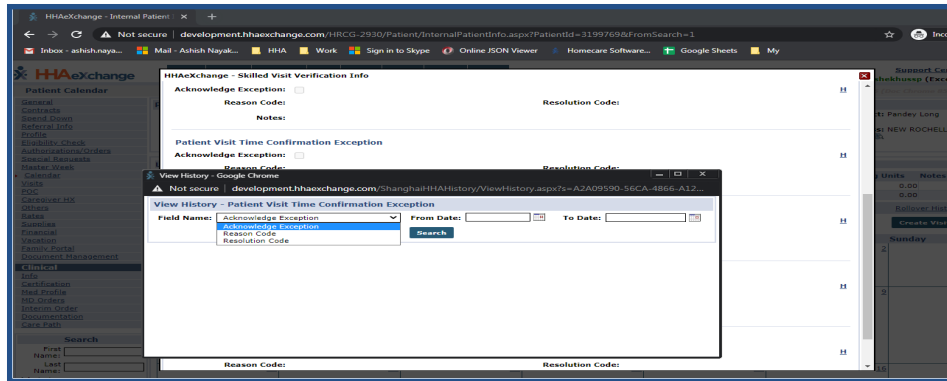 HHAeXchange - Internal Patient
Not secure | development.hhaexchange.com/HRCG-2930/Patient/InternalPatientInfo.aspx?PatientId=3199769&FromSearch=1
Inbox - ashish.naya... Mail - Ashish Nayak... HHA Work Sign in to Skype Online JSON Viewer Homecare Software... Google Sheets My
HHAeXchange
Patient Calendar
General
Contracts
Spend Down
Referral Info
Profile
Eligibility Check
Authorizations/Orders
Special Requests
Master Week
Calendar
Visits
POC
Caregiver HX
Others
Rates
Supplies
Financial
Vacation
Family Portal
Document Management
Clinical
Info
Certification
Med Profile
MD Orders
Interim Order
Documentation
Care Path
Search
First
Name:
Last
Name:
HHAeXchange - Skilled Visit Verification Info
Acknowledge Exception: H
Reason Code: Resolution Code:
Notes:
Patient Visit Time Confirmation Exception
Acknowledge Exception: H
Reason Code: Resolution Code:
View History - Google Chrome
Not secure | development.hhaexchange.com/ShanghaiHHAHistory/ViewHistory.aspx?s=A2A09590-56CA-4866-A12...
View History - Patient Visit Time Confirmation Exception
Field Name: Acknowledge Exception From Date: To Date:
Acknowledge Exception
Reason Code
Resolution Code
Search
H
H
H
Reason Code: Resolution Code:
Support Ce
Pandey Long
NEW ROCHELL
Units Notes
0.00
0.00
Rollover Hist
Create Visi
Sunday
2
9
16